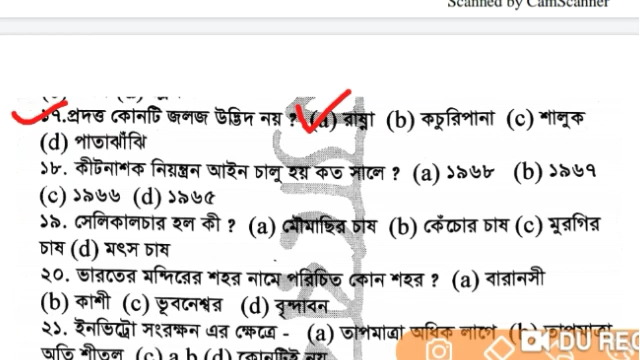 Scanned by CamScanner
১৭.প্রদত্ত কোনটি জলজ উদ্ভিদ নয় ? (a) রাস্না (b) কচুরিপানা (c) শালুক
(d) পাতাঝাঁঝি
১৮. কীটনাশক নিয়ন্ত্রন আইন চালু হয় কত সালে ? (a) ১৯৬৮ (b) ১৯৬৭
(c) ১৯৬৬ (d) ১৯৬৫
১৯. সেলিকালচার হল কী ? (a) মৌমাছির চাষ (b) কেঁচোর চাষ (c) মুরগির
চাষ (d) মৎস চাষ
২০. ভারতের মন্দিরের শহর নামে পরিচিত কোন শহর ? (a) বারানসী
(b) কাশী (c) ভূবনেশ্বর (d) বৃন্দাবন
২১. ইনভিট্রো সংরক্ষন এর ক্ষেত্রে - (a) তাপমাত্রা অধিক লাগে (b) তাপমাত্রা
অতি শীতল (c) a,b (d) কোনটিই নয়
DU REC